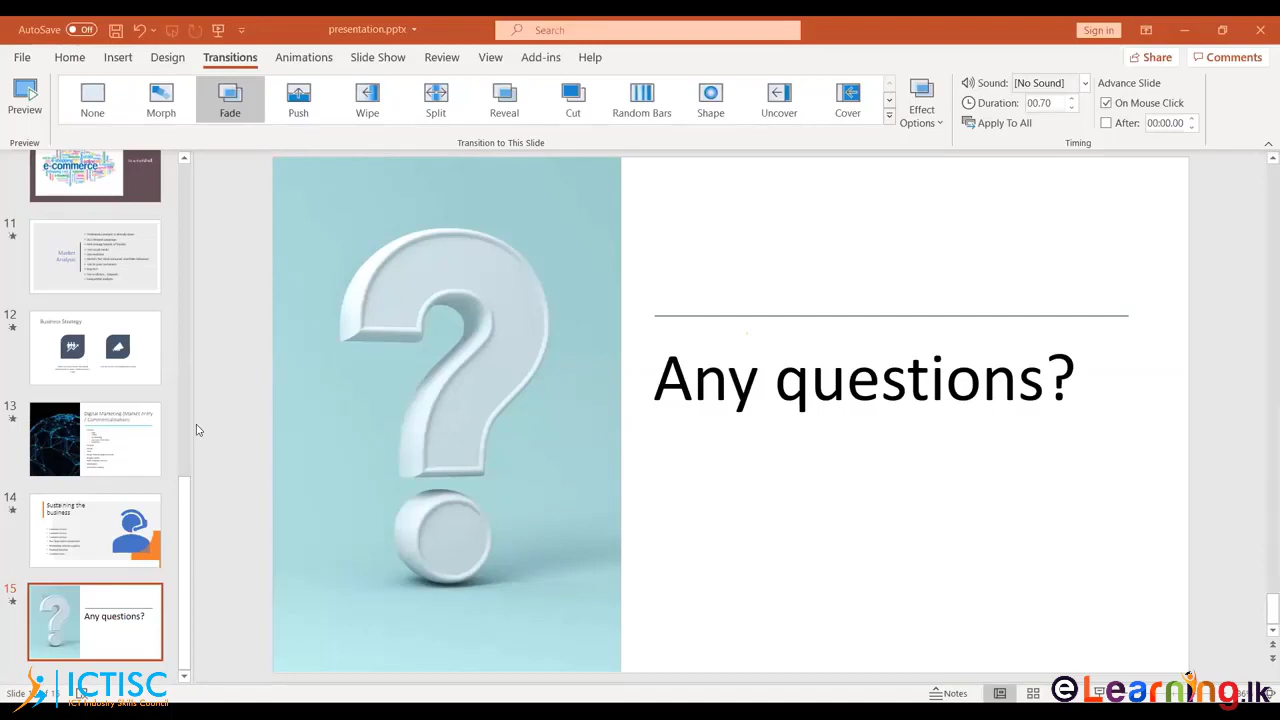 AutoSave Off presentation.pptx Search Sign in
File Home Insert Design Transitions Animations Slide Show Review View Add-ins Help Share Comments
Preview None Morph Fade Push Wipe Split Reveal Cut Random Bars Shape Uncover Cover Effect Options
Sound: [No Sound] Advance Slide
Duration: 00.70 On Mouse Click
Apply To All After: 00:00.00
Preview Transition to This Slide Timing
e-commerce
11
Market
Analysis
12
Business Strategy
13
Digital Marketing
14
Sustaining the
business
15
Any questions?
Any questions?
Slide
Notes
ICTISC
ICT Industry Skills Council
eLearning.lk